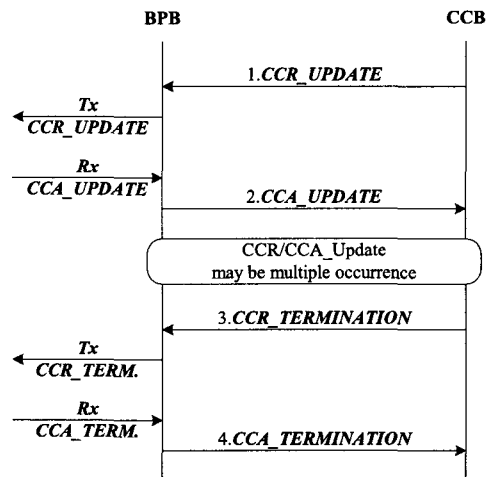 BPB
CCB
1.CCR_UPDATE
Tx
CCR_UPDATE
Rx
CCA_UPDATE
2.CCA_UPDATE
CCR/CCA_Update
may be multiple occurrence
3.CCR_TERMINATION
Tx
CCR_TERM.
Rx
CCA_TERM.
4.CCA_TERMINATION